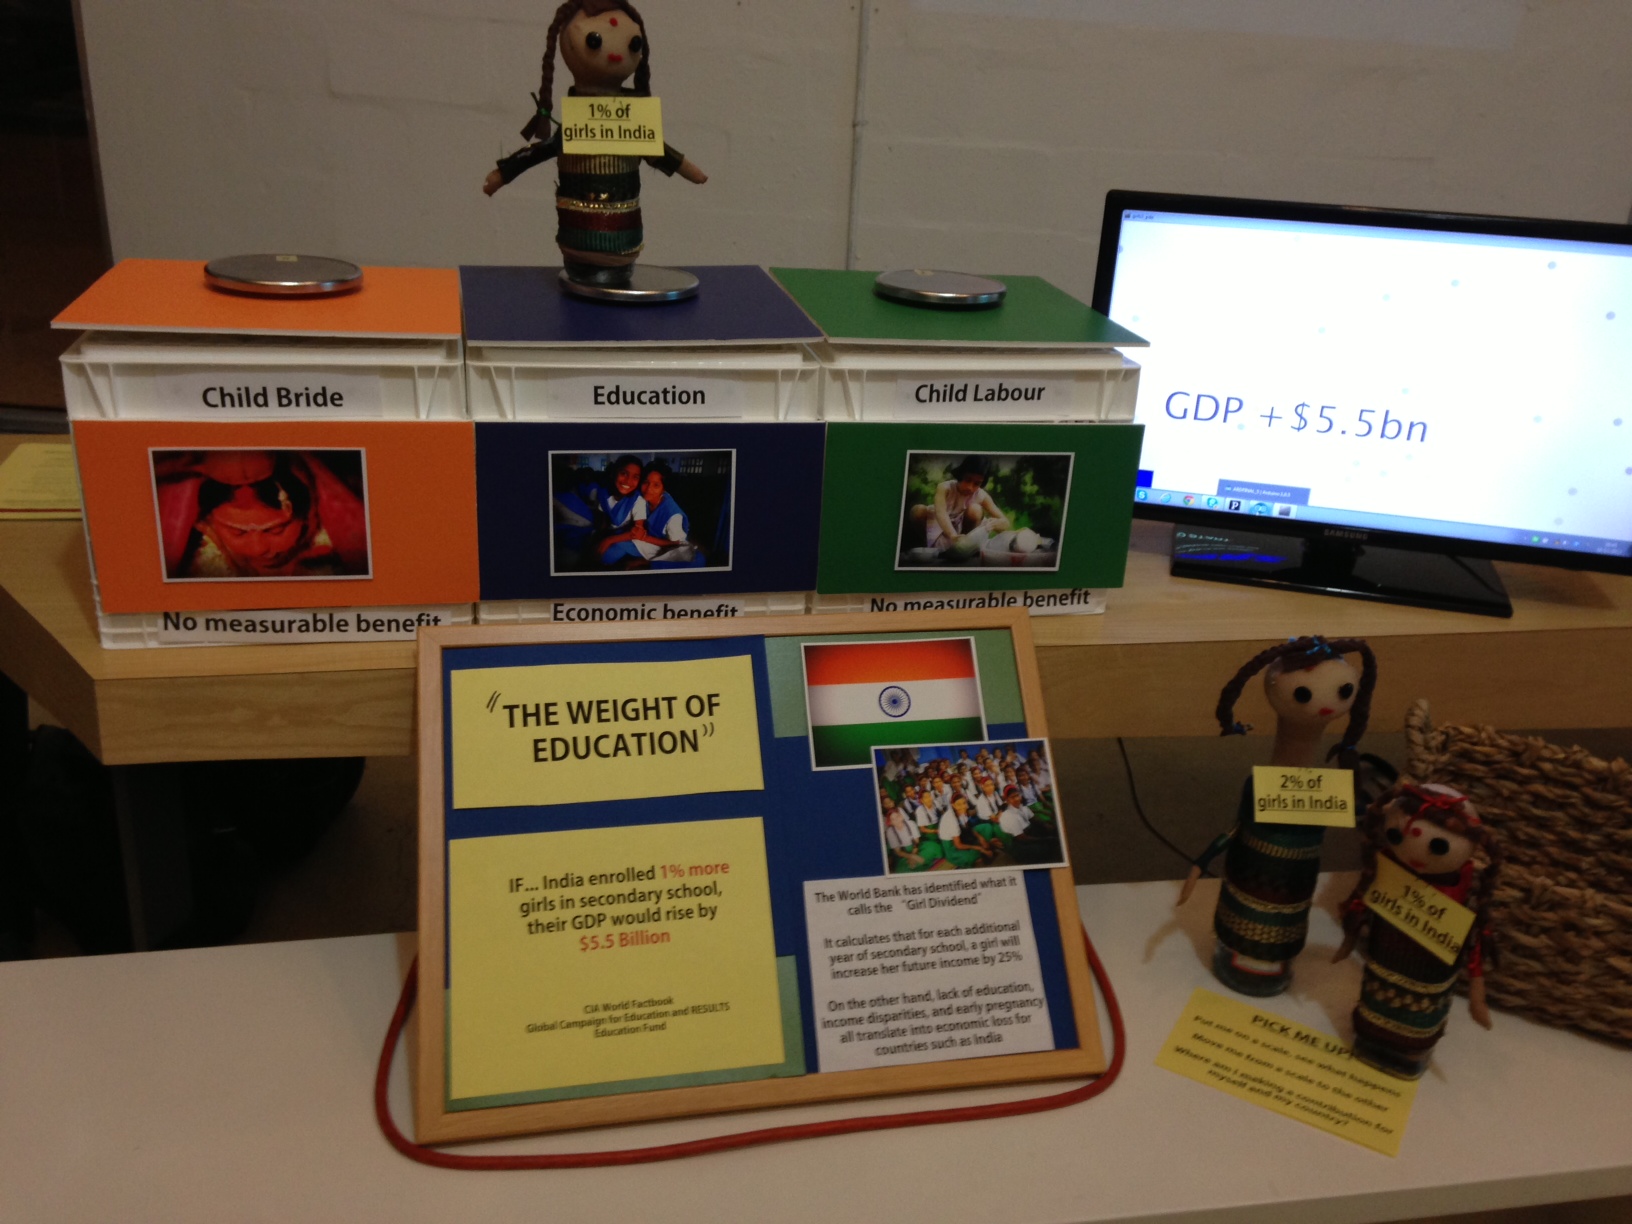 1% of
girls in India
Child Bride
Education
Child Labour
GDP +$5.5bn
SAMSUNG
No measurable benefit
Economic benefit
No measurable benefit
"THE WEIGHT OF
EDUCATION"
IF... India enrolled 1% more
girls in secondary school,
their GDP would rise by
$5.5 Billion
CIA World Factbook
Global Campaign for Education and RESULTS
Education Fund
The World Bank has identified what it
calls the "Girl Dividend"
It calculates that for each additional
year of secondary school, a girl will
increase her future income by 25%
On the other hand, lack of education,
income disparities, and early pregnancy
all translate into economic loss for
countries such as India
2% of
girls in India
1% of
girls in India
PICK ME UP!
Put me on a scale, see what happens
Move me from a scale to the other
Where am I making a contribution for
myself and my country?